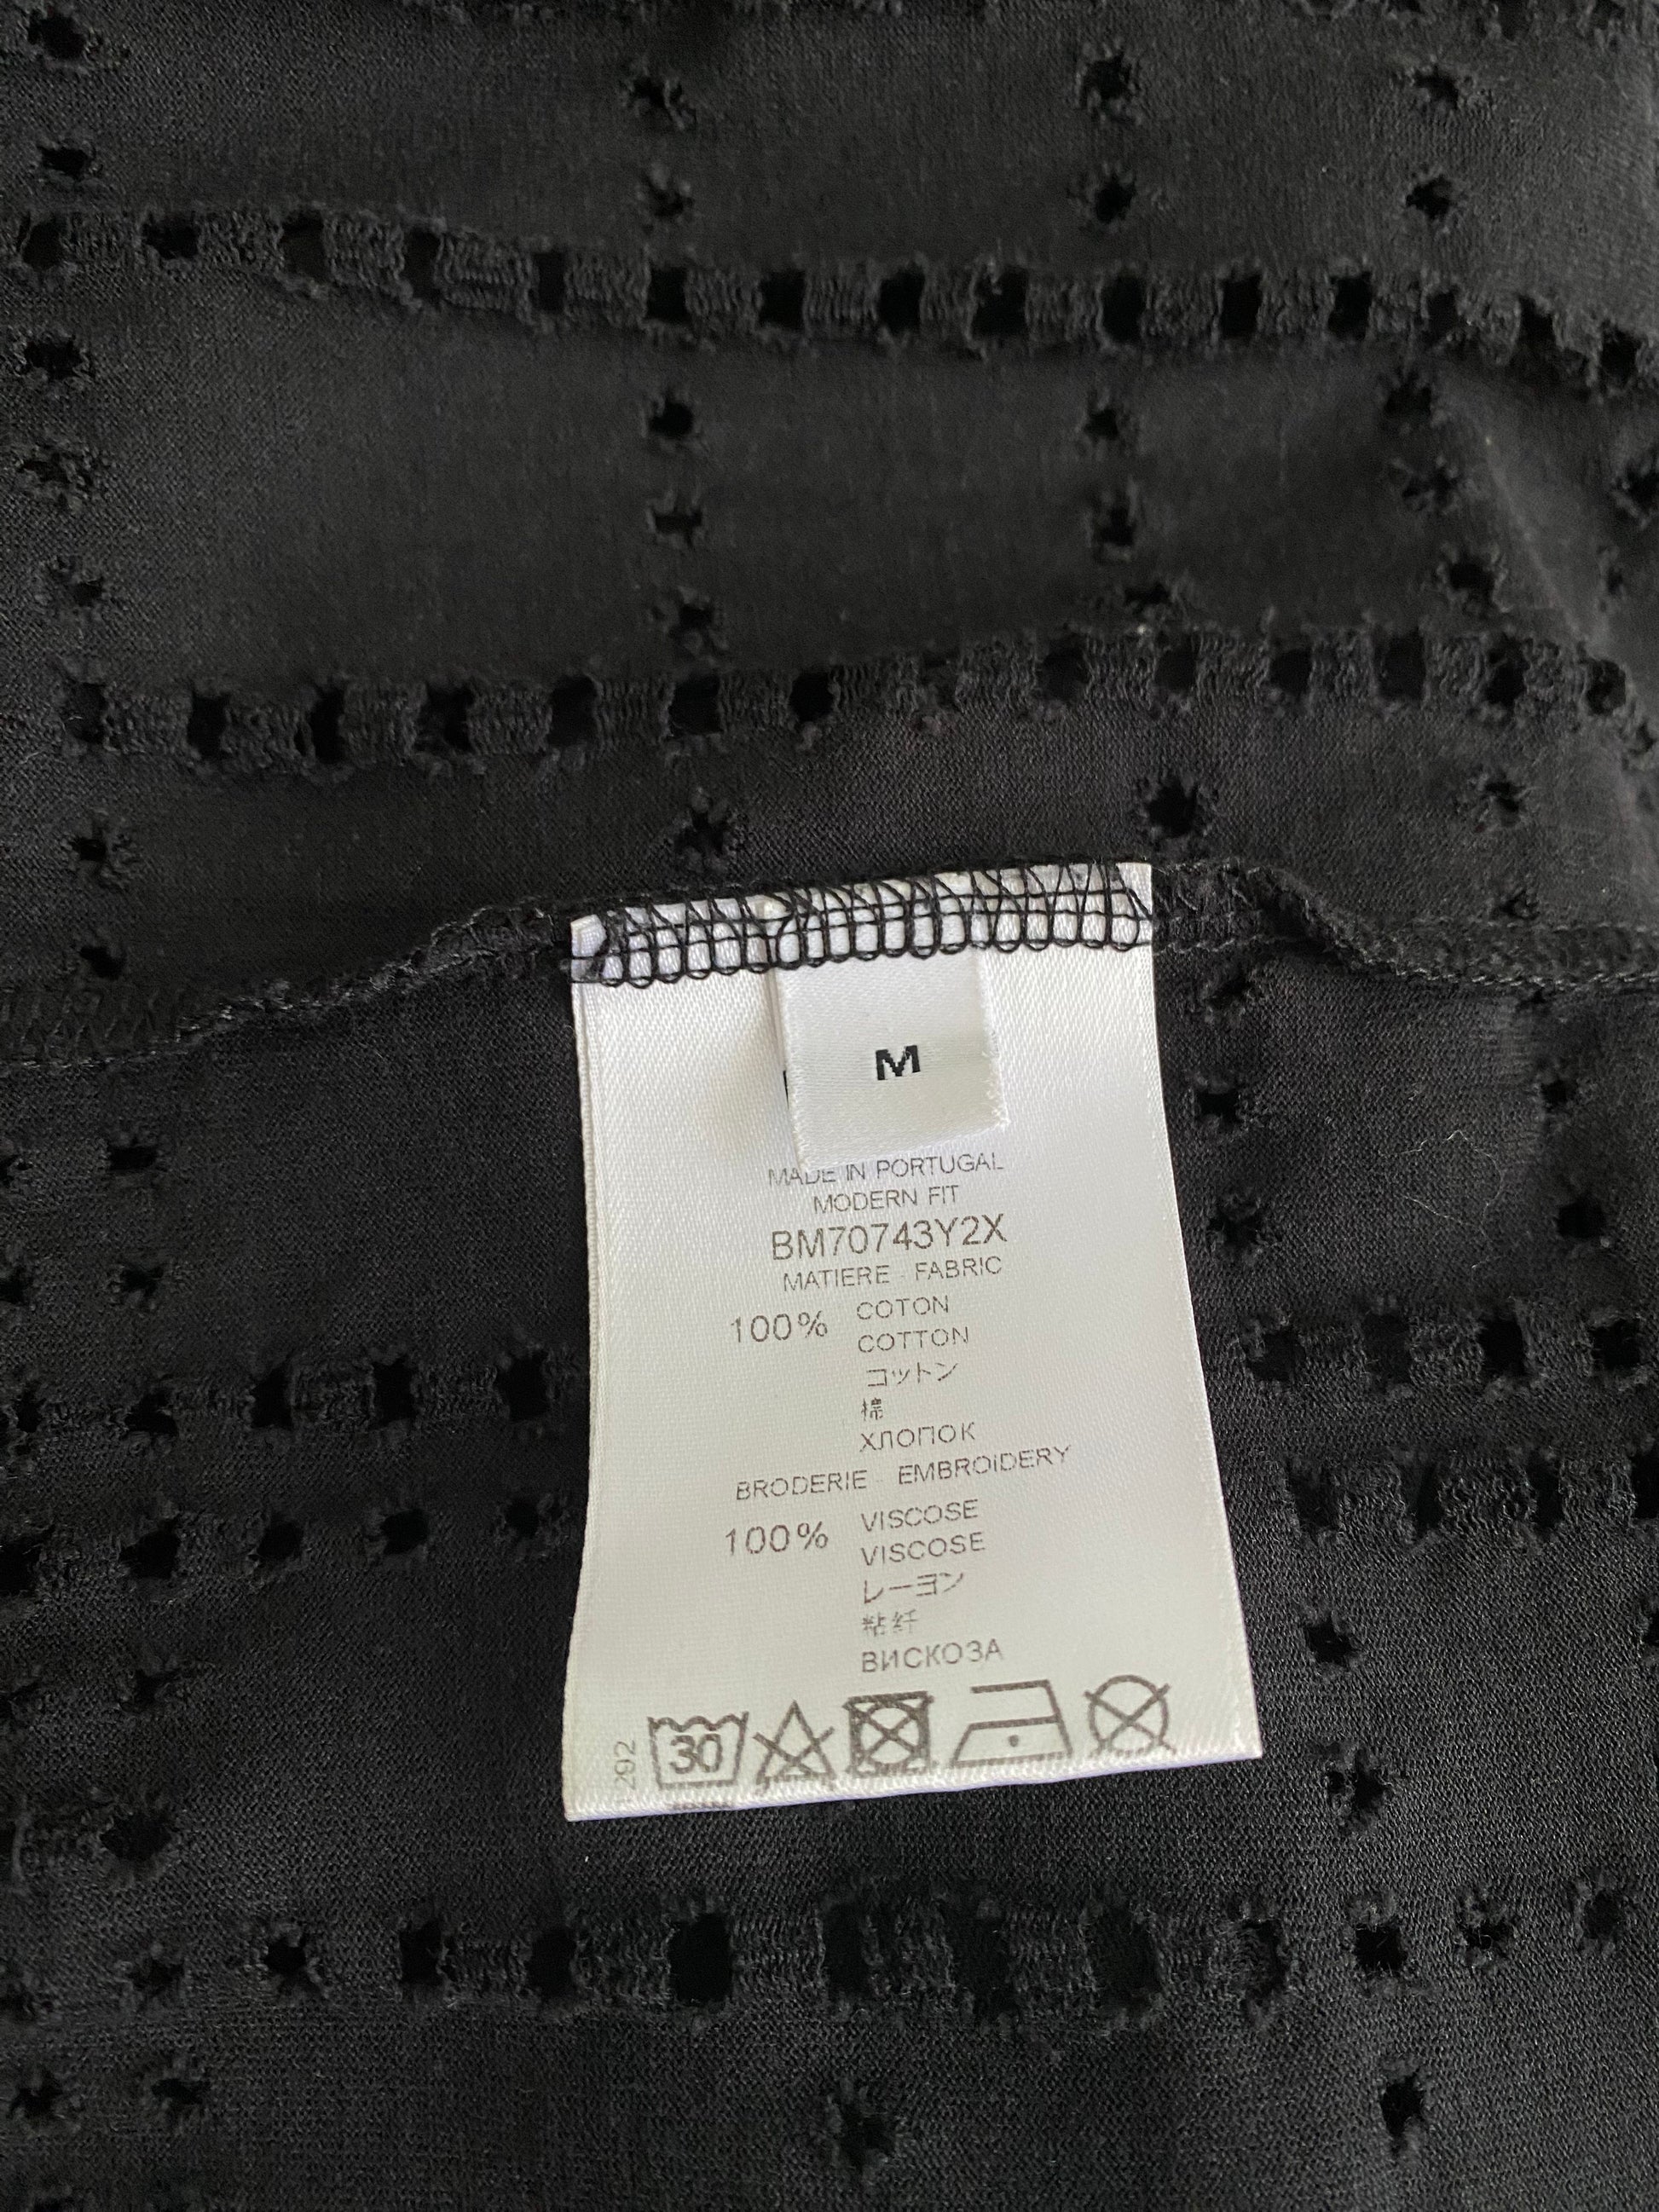 M
MADE IN PORTUGAL
MODERN FIT
BM70743Y2X
MATIERE - FABRIC
100% COTON
COTTON
コットン
棉
ХЛОПОК
BRODERIE - EMBROIDERY
100% VISCOSE
VISCOSE
レーヨン
粘纤
ВИСКОЗА
30